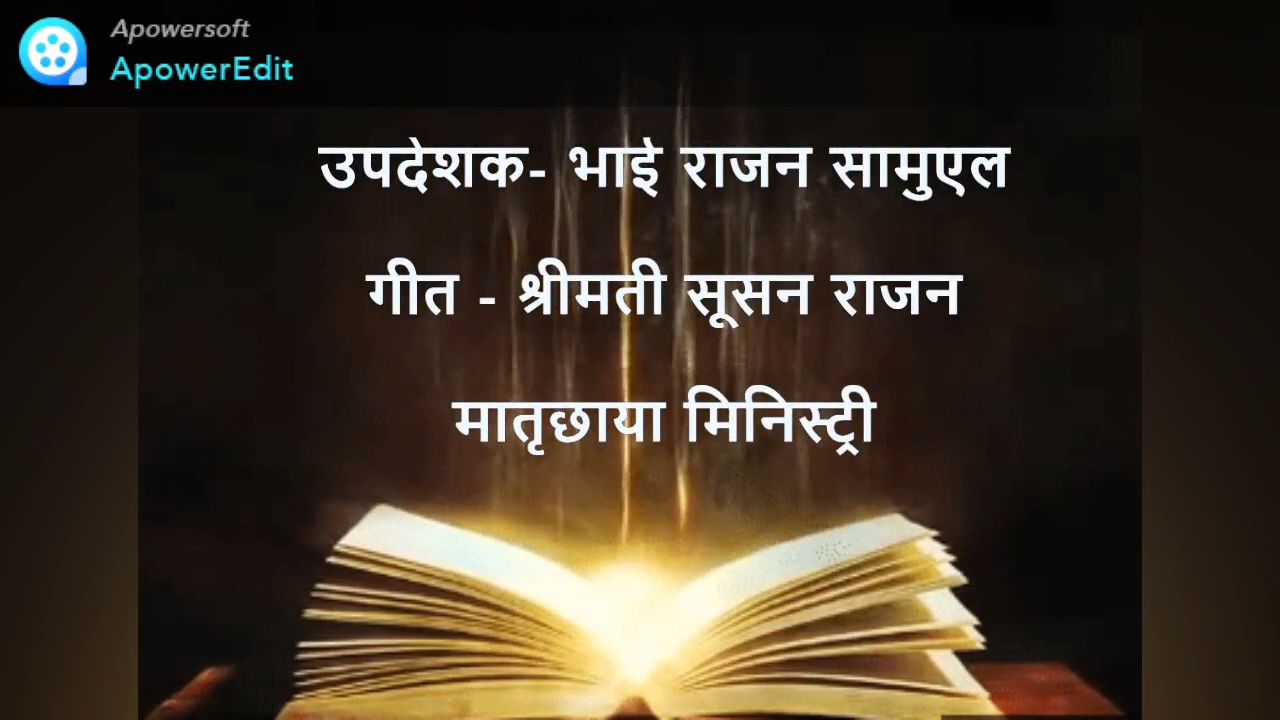 Apowersoft
ApowerEdit
उपदेशक- भाई राजन सामुएल
गीत - श्रीमती सूसन राजन
मातृछाया मिनिस्ट्री